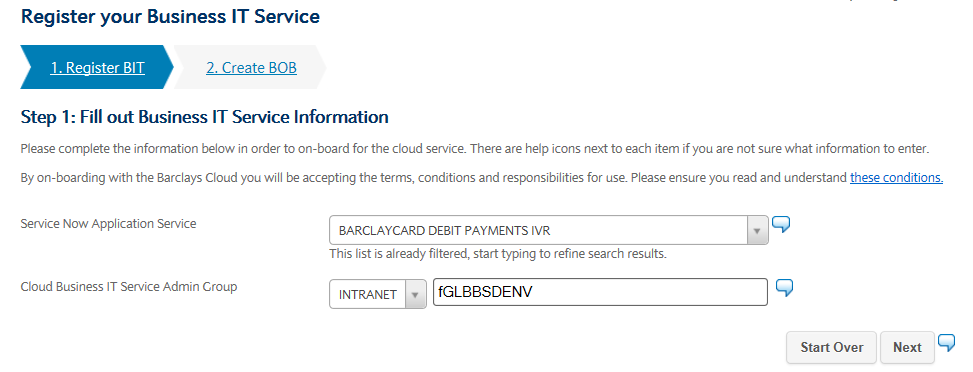 Register your Business IT Service
1. Register BIT
2. Create BOB
Step 1: Fill out Business IT Service Information
Please complete the information below in order to on-board for the cloud service. There are help icons next to each item if you are not sure what information to enter.
By on-boarding with the Barclays Cloud you will be accepting the terms, conditions and responsibilities for use. Please ensure you read and understand these conditions.
Service Now Application Service
BARCLAYCARD DEBIT PAYMENTS IVR
This list is already filtered, start typing to refine search results.
Cloud Business IT Service Admin Group
INTRANET
fGLBBSDENV
Start Over
Next